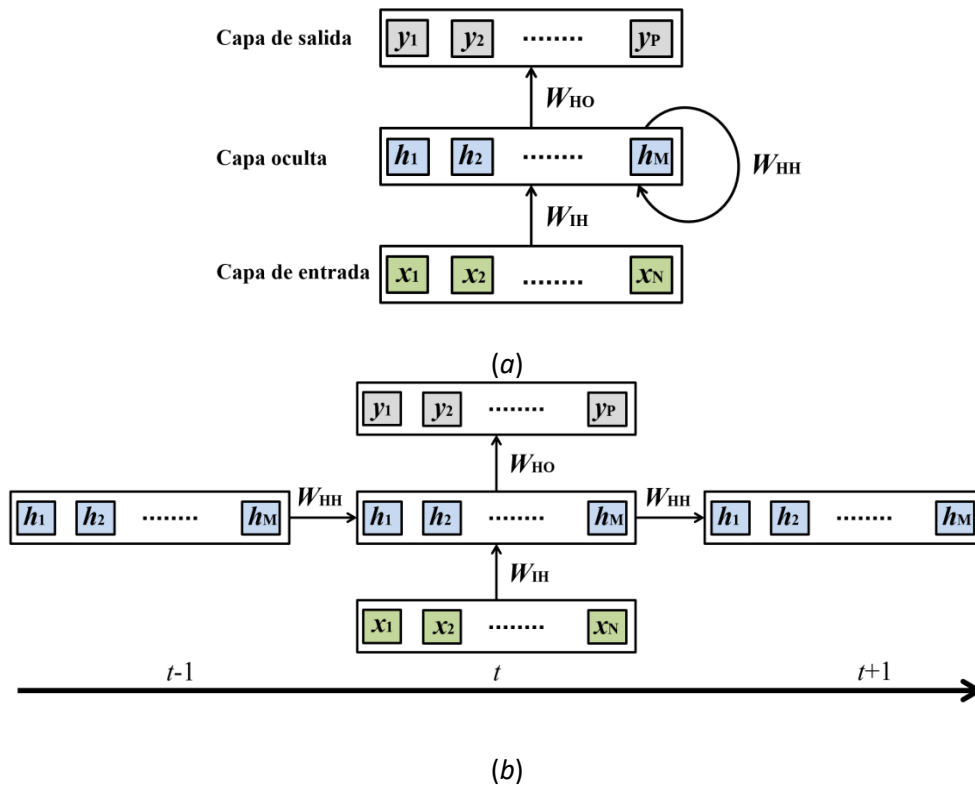 Capa de salida y1 y2 ........ yP
WHO
Capa oculta h1 h2 ........ hM WHH
WIH
Capa de entrada x1 x2 ........ xN
(a)
y1 y2 ........ yP
WHO
WHH WHH
h1 h2 ........ hM h1 h2 ........ hM h1 h2 ........ hM
WIH
x1 x2 ........ xN
t-1 t t+1
(b)